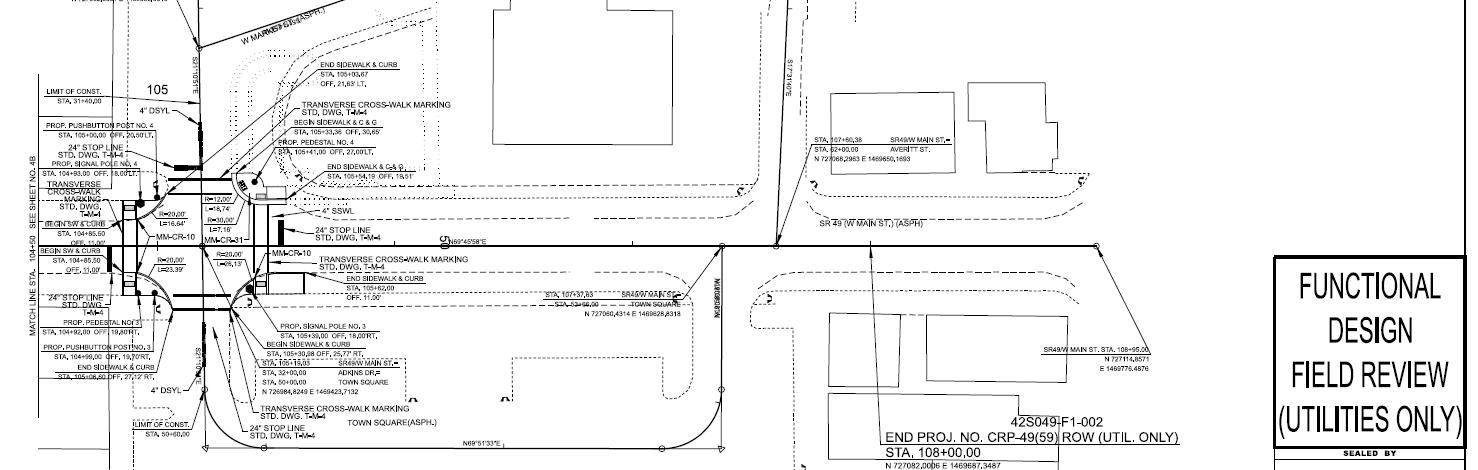 W MARKET ST. (ASPH.)
S21°10'51"E
S17°31'40"E
105
LIMIT OF CONST.
STA. 31+40.00
4" DSYL
PROP. PUSHBUTTON POST NO. 4
STA. 105+00.00 OFF. 20.50'LT.
24" STOP LINE
STD. DWG. T-M-4
PROP. SIGNAL POLE NO. 4
STA. 104+93.00 OFF. 18.00'LT.
TRANSVERSE
CROSS-WALK
MARKING
STD. DWG.
T-M-4
BEGIN SW & CURB
STA. 104+85.50
OFF. 11.00'
BEGIN SW & CURB
STA. 104+85.50
OFF. 11.00'
MATCH LINE STA. 104+50 SEE SHEET NO. 4B
24" STOP LINE
STD. DWG.
T-M-4
PROP. PEDESTAL NO. 3
STA. 104+92.00 OFF. 19.80'RT.
PROP. PUSHBUTTON POST NO. 3
STA. 104+99.00 OFF. 19.70'RT.
END SIDEWALK & CURB
STA. 105+06.60 OFF. 27.12' RT.
4" DSYL
LIMIT OF CONST.
STA. 50+60.00
END SIDEWALK & CURB
STA. 105+03.67
OFF. 21.63' LT.
TRANSVERSE CROSS-WALK MARKING
STD. DWG. T-M-4
BEGIN SIDEWALK & C & G
STA. 105+33.36 OFF. 30.65'
PROP. PEDESTAL NO. 4
STA. 105+41.00 OFF. 27.00'LT.
END SIDEWALK & C & G
STA. 105+54.19 OFF. 19.51'
R=12.00'
L=18.74'
R=30.00'
L=7.16'
MM-CR-31
R=20.00'
L=16.64'
MM-CR-10
R=20.00'
L=23.39'
R=20.00'
L=26.13'
MM-CR-10
4" SSWL
24" STOP LINE
STD. DWG. T-M-4
50
N69°45'58"E
TRANSVERSE CROSS-WALK MARKING
STD. DWG. T-M-4
END SIDEWALK & CURB
STA. 105+62.00
OFF. 11.00'
PROP. SIGNAL POLE NO. 3
STA. 105+39.00 OFF. 18.00'RT.
BEGIN SIDEWALK & CURB
STA. 105+30.98 OFF. 25.77' RT.
STA. 105+19.03 SR49/W MAIN ST.=
STA. 32+00.00 ADKINS DR.=
STA. 50+00.00 TOWN SQUARE
N 726984.8249 E 1469423.7132
TRANSVERSE CROSS-WALK MARKING
STD. DWG. T-M-4
TOWN SQUARE(ASPH.)
24" STOP LINE
STD. DWG. T-M-4
N69°51'33"E
STA. 107+60.38 SR49/W MAIN ST.=
STA. 62+00.00 AVERITT ST.
N 727068.2963 E 1469650.1693
SR 49 (W MAIN ST.) (ASPH)
STA. 107+37.63 SR49/W MAIN ST.=
STA. 53+66.00 TOWN SQUARE
N 727060.4314 E 1469628.8318
SR49/W MAIN ST. STA. 108+95.00
N 727114.8571
E 1469776.4876
42S049-F1-002
END PROJ. NO. CRP-49(59) ROW (UTIL. ONLY)
STA. 108+00.00
N 727082.0006 E 1469687.3487
FUNCTIONAL
DESIGN
FIELD REVIEW
(UTILITIES ONLY)
SEALED BY